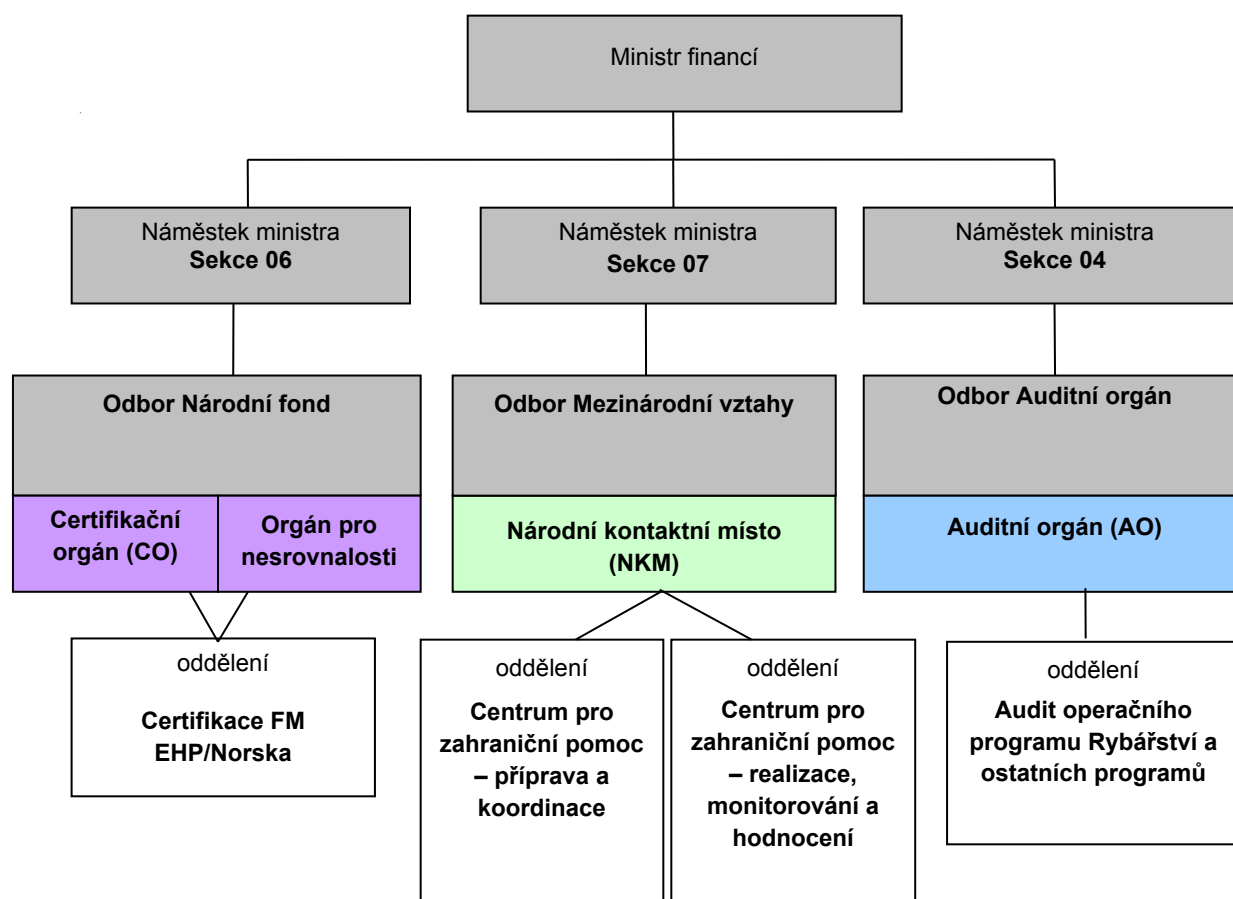 Ministr financí
Náměstek ministra
Sekce 06
Náměstek ministra
Sekce 07
Náměstek ministra
Sekce 04
Odbor Národní fond
Odbor Mezinárodní vztahy
Odbor Auditní orgán
Certifikační
orgán (CO)
Orgán pro
nesrovnalosti
Národní kontaktní místo
(NKM)
Auditní orgán (AO)
oddělení
Certifikace FM
EHP/Norska
oddělení
Centrum pro
zahraniční pomoc
– příprava a
koordinace
oddělení
Centrum pro
zahraniční pomoc
– realizace,
monitorování a
hodnocení
oddělení
Audit operačního
programu Rybářství a
ostatních programů